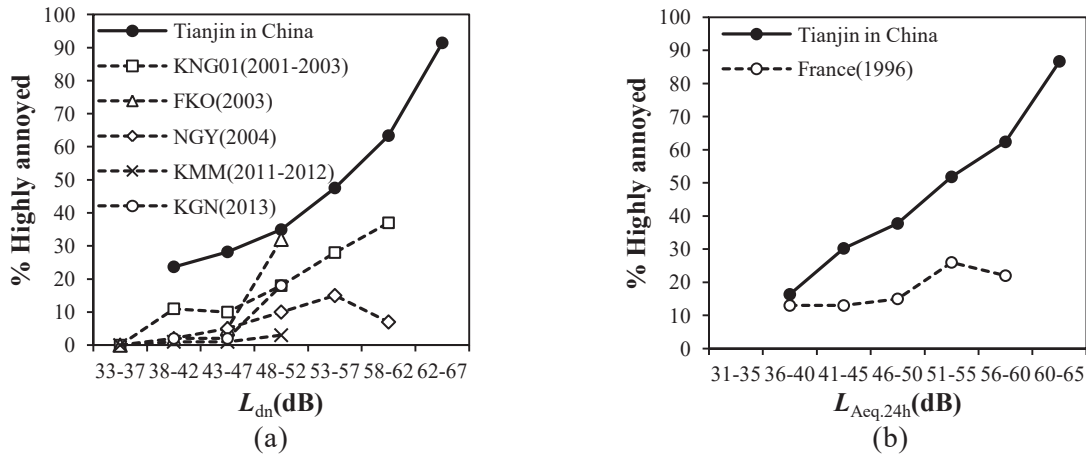 100
90
80
70
60
50
40
30
20
10
0
% Highly annoyed
Tianjin in China
KNG01(2001-2003)
FKO(2003)
NGY(2004)
KMM(2011-2012)
KGN(2013)
33-37 38-42 43-47 48-52 53-57 58-62 62-67
Ldn(dB)
(a)
100
90
80
70
60
50
40
30
20
10
0
% Highly annoyed
Tianjin in China
France(1996)
31-35 36-40 41-45 46-50 51-55 56-60 60-65
LAeq.24h(dB)
(b)